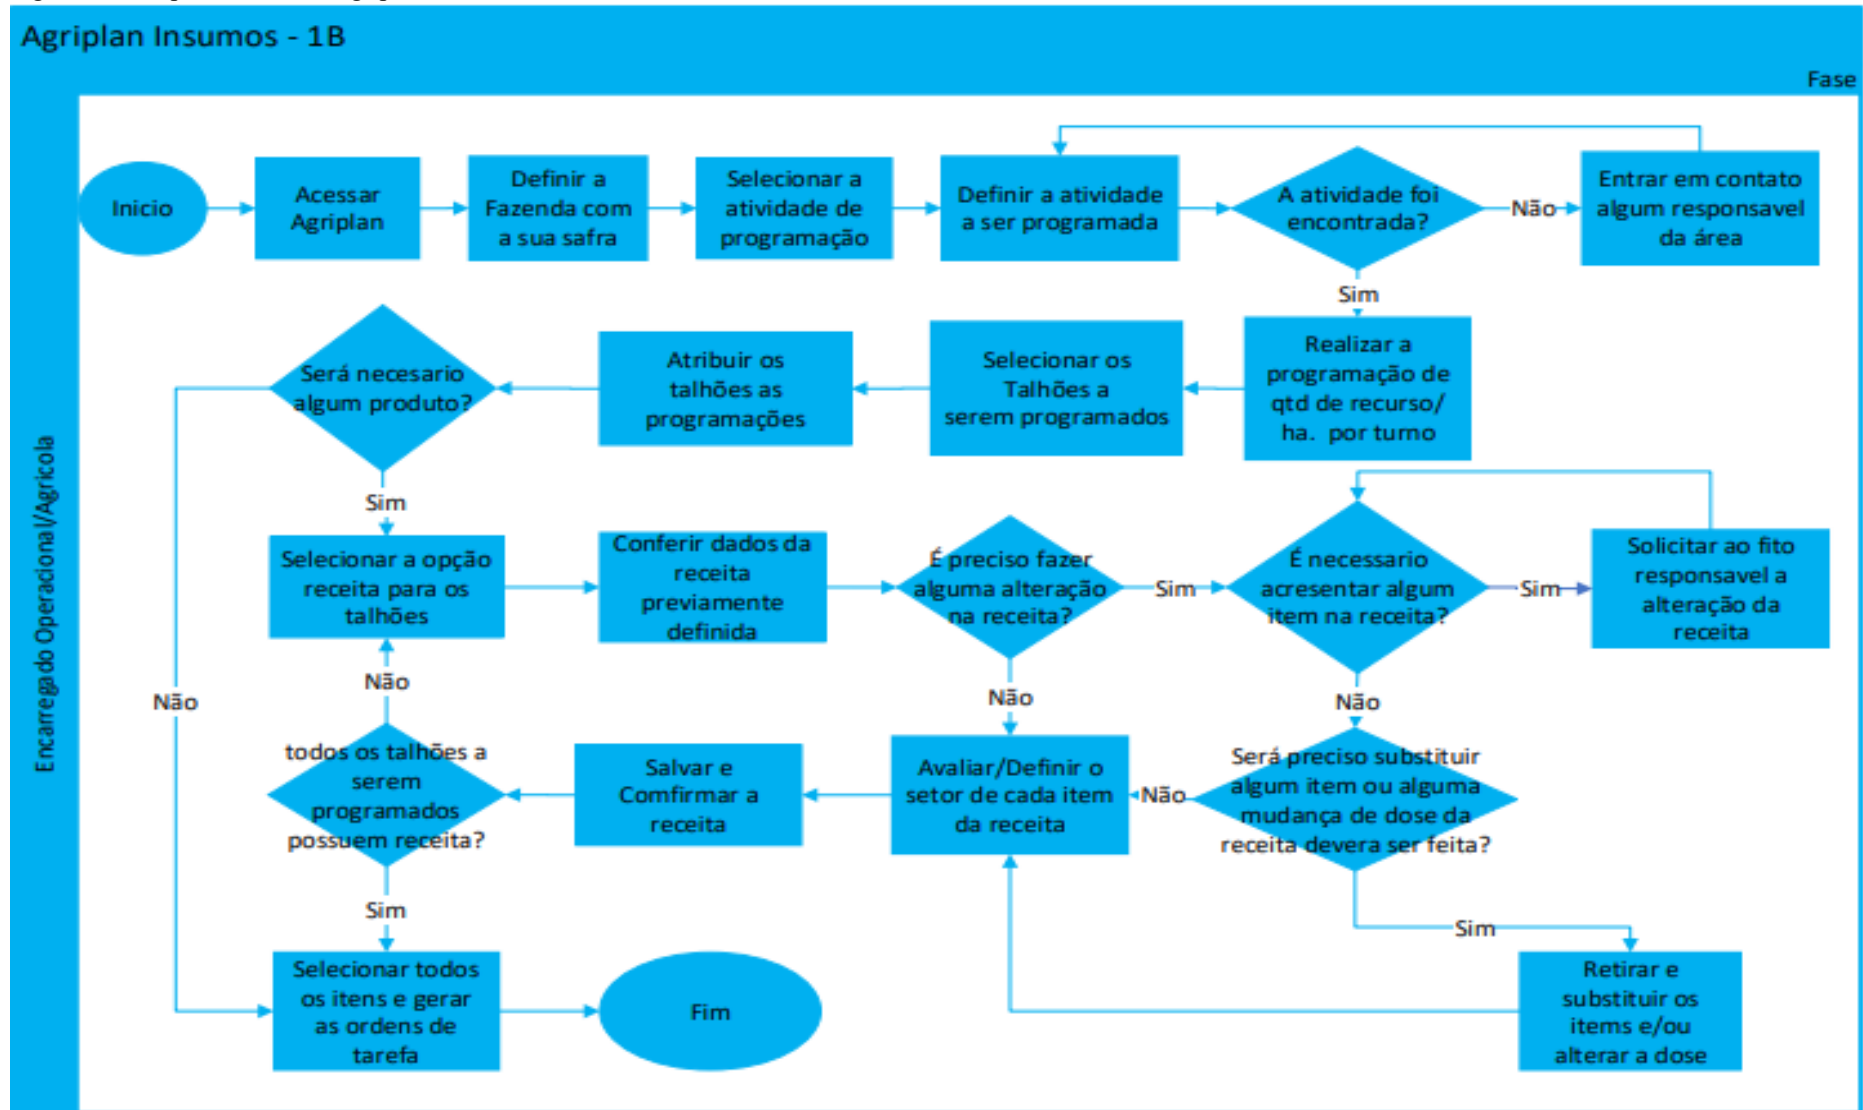 Agriplan Insumos - 1B
Fase
Encarregado Operacional/Agricola
Inicio
Acessar
Agriplan
Definir a
Fazenda com
a sua safra
Selecionar a
atividade de
programação
Definir a atividade
a ser programada
A atividade foi
encontrada?
Não
Entrar em contato
algum responsavel
da área
Sim
Realizar a
programação de
qtd de recurso/
ha. por turno
Selecionar os
Talhões a
serem programados
Atribuir os
talhões as
programações
Será necesario
algum produto?
Sim
Não
Selecionar a opção
receita para os
talhões
Conferir dados da
receita
previamente
definida
É preciso fazer
alguma alteração
na receita?
Sim
Não
É necessario
acresentar algum
item na receita?
Sim
Solicitar ao fito
responsavel a
alteração da
receita
Não
Será preciso substituir
algum item ou alguma
mudança de dose da
receita devera ser feita?
Não
Sim
Retirar e
substituir os
items e/ou
alterar a dose
Avaliar/Definir o
setor de cada item
da receita
Salvar e
Comfirmar a
receita
todos os talhões a
serem
programados
possuem receita?
Não
Sim
Selecionar todos
os itens e gerar
as ordens de
tarefa
Fim